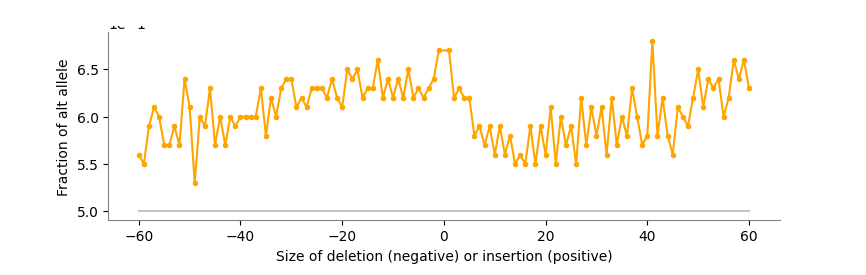 Fraction of alt allele
6.5
6.0
5.5
5.0
−60 −40 −20 0 20 40 60
Size of deletion (negative) or insertion (positive)